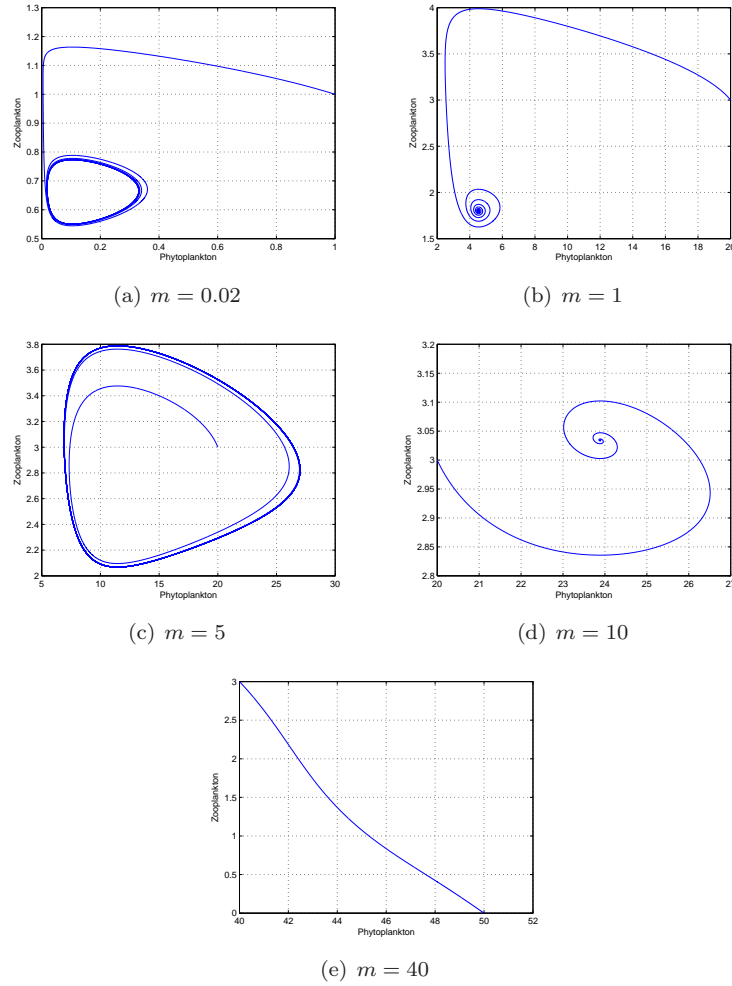 1.3
1.2
1.1
1
0.9
0.8
0.7
0.6
0.5
Zooplankton
0 0.2 0.4 0.6 0.8 1
Phytoplankton
(a) m = 0.02
4
3.5
3
2.5
2
1.5
Zooplankton
2 4 6 8 10 12 14 16 18 20
Phytoplankton
(b) m = 1
3.8
3.6
3.4
3.2
3
2.8
2.6
2.4
2.2
2
Zooplankton
5 10 15 20 25 30
Phytoplankton
(c) m = 5
3.2
3.15
3.1
3.05
3
2.95
2.9
2.85
2.8
Zooplankton
20 21 22 23 24 25 26 27
Phytoplankton
(d) m = 10
3
2.5
2
1.5
1
0.5
0
Zooplankton
40 42 44 46 48 50 52
Phytoplankton
(e) m = 40